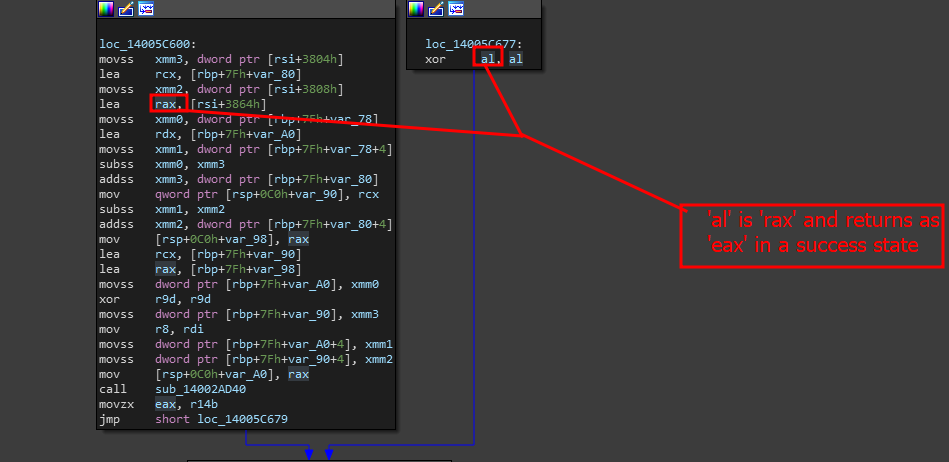 loc_14005C600:
movss xmm3, dword ptr [rsi+3804h]
lea rcx, [rbp+7Fh+var_80]
movss xmm2, dword ptr [rsi+3808h]
lea rax, [rsi+3864h]
movss xmm0, dword ptr [rbp+7Fh+var_78]
lea rdx, [rbp+7Fh+var_A0]
movss xmm1, dword ptr [rbp+7Fh+var_78+4]
subss xmm0, xmm3
addss xmm3, dword ptr [rbp+7Fh+var_80]
mov qword ptr [rsp+0C0h+var_90], rcx
subss xmm1, xmm2
addss xmm2, dword ptr [rbp+7Fh+var_80+4]
mov [rsp+0C0h+var_98], rax
lea rcx, [rbp+7Fh+var_90]
lea rax, [rbp+7Fh+var_98]
movss dword ptr [rbp+7Fh+var_A0], xmm0
xor r9d, r9d
movss dword ptr [rbp+7Fh+var_90], xmm3
mov r8, rdi
movss dword ptr [rbp+7Fh+var_A0+4], xmm1
movss dword ptr [rbp+7Fh+var_90+4], xmm2
mov [rsp+0C0h+var_A0], rax
call sub_14002AD40
movzx eax, r14b
jmp short loc_14005C679
loc_14005C677:
xor al, al
'al' is 'rax' and returns as
'eax' in a success state